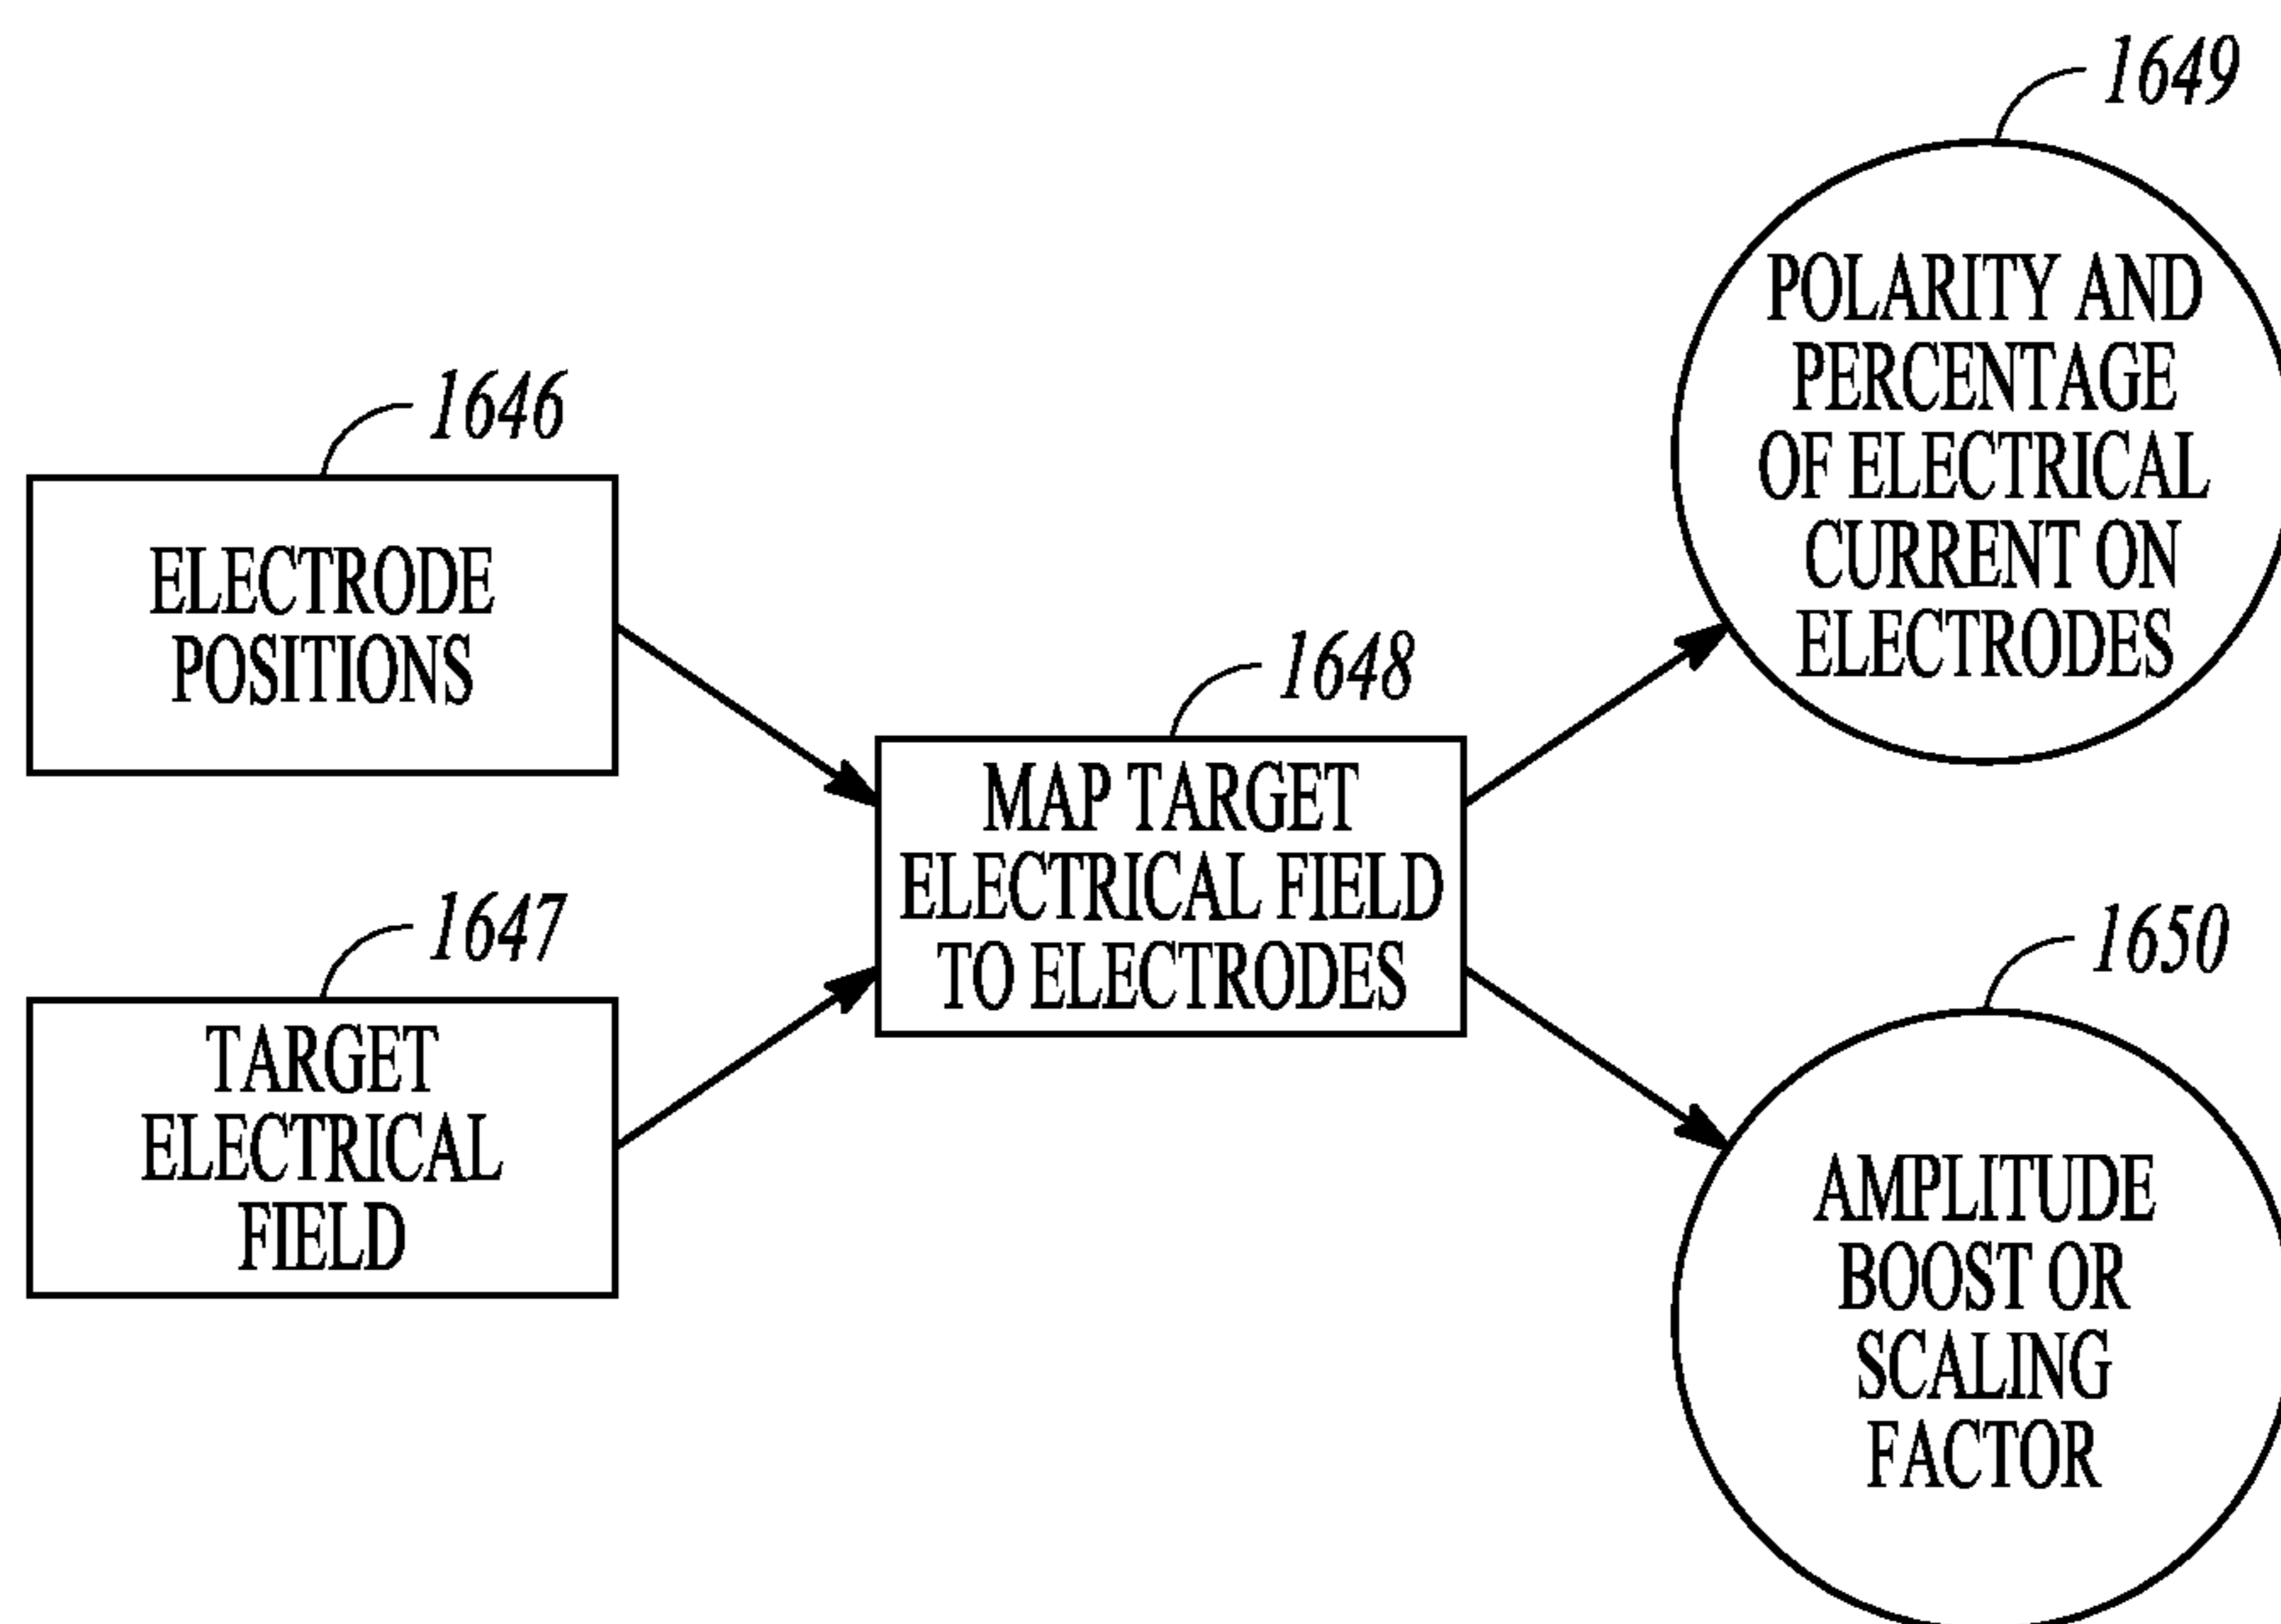 1646
ELECTRODE
POSITIONS
1647
TARGET
ELECTRICAL
FIELD
1648
MAP TARGET
ELECTRICAL FIELD
TO ELECTRODES
1649
POLARITY AND
PERCENTAGE
OF ELECTRICAL
CURRENT ON
ELECTRODES
1650
AMPLITUDE
BOOST OR
SCALING
FACTOR